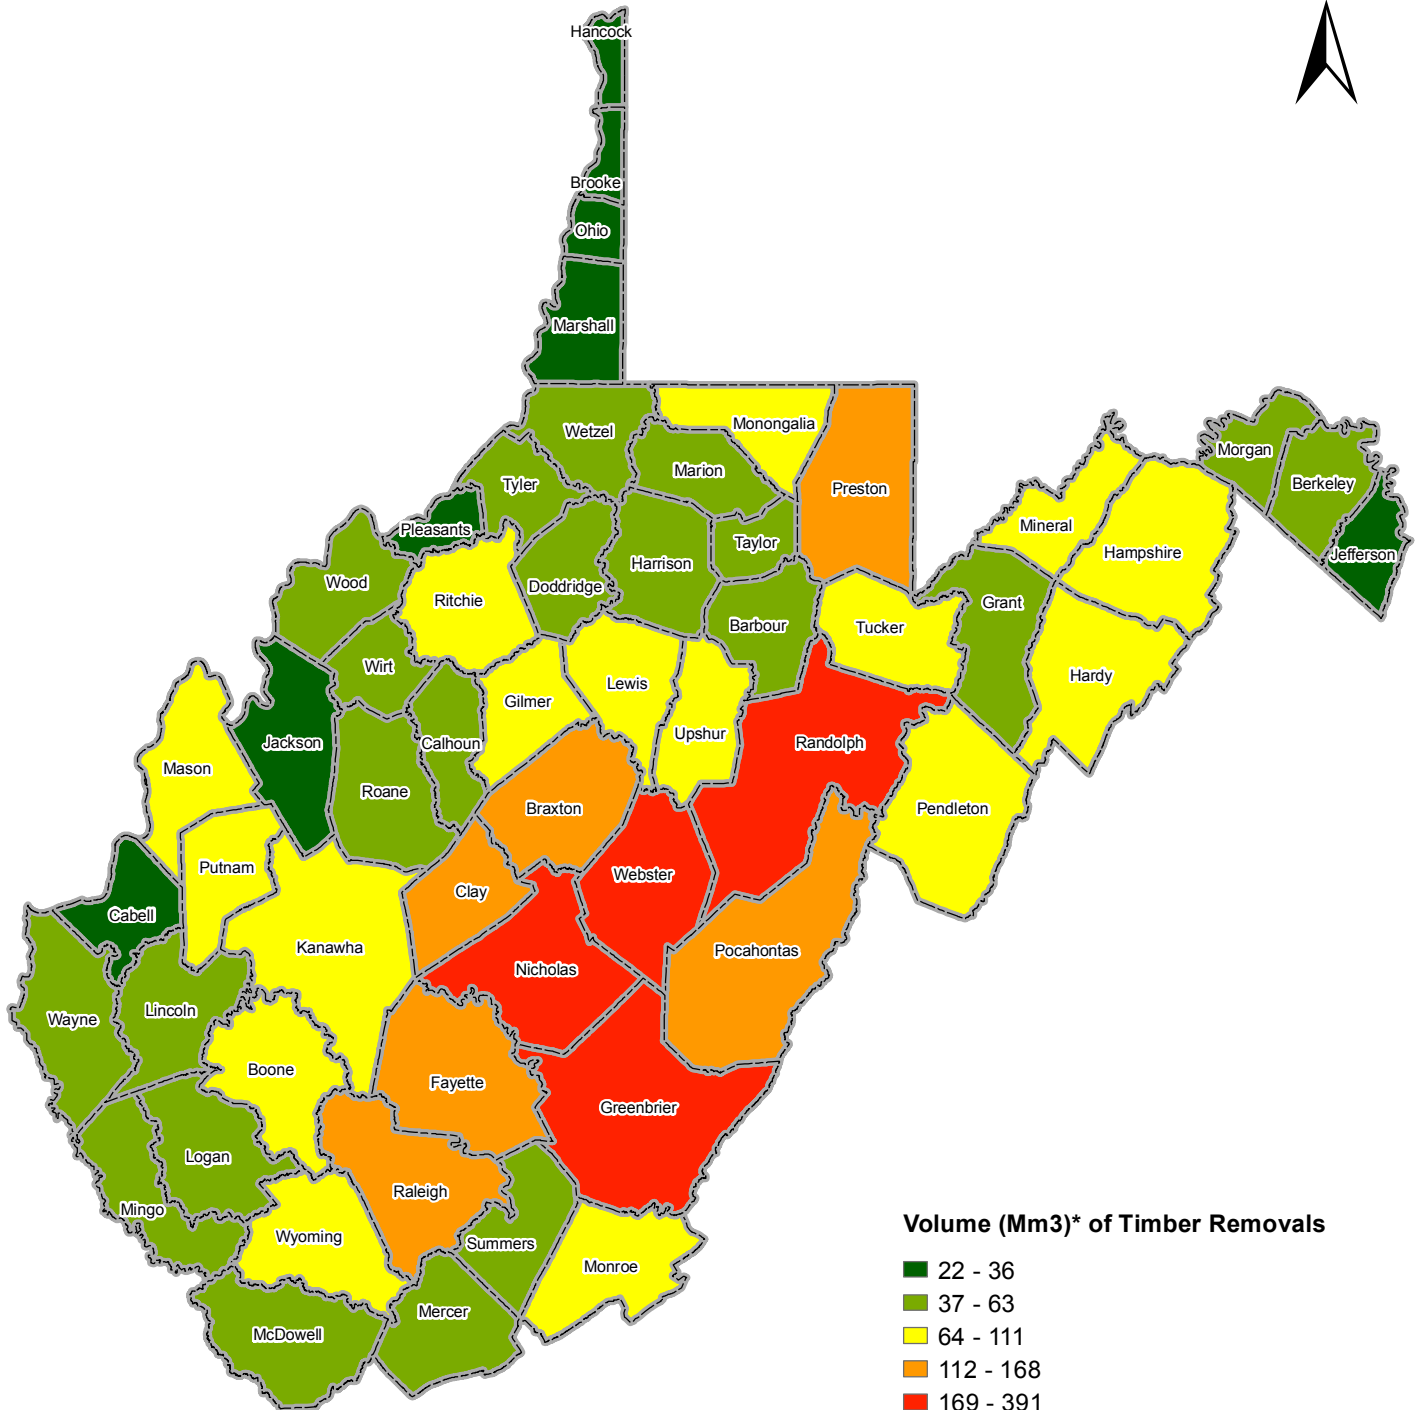 Hancock
Brooke
Ohio
Marshall
Wetzel
Monongalia
Marion
Preston
Tyler
Pleasants
Morgan
Berkeley
Mineral
Hampshire
Jefferson
Taylor
Harrison
Wood
Doddridge
Ritchie
Grant
Barbour
Tucker
Wirt
Hardy
Lewis
Gilmer
Upshur
Randolph
Jackson
Calhoun
Mason
Roane
Braxton
Pendleton
Putnam
Webster
Clay
Cabell
Kanawha
Pocahontas
Nicholas
Lincoln
Wayne
Boone
Fayette
Greenbrier
Logan
Raleigh
Mingo
Wyoming
Summers
Monroe
Mercer
McDowell
Volume (Mm3)* of Timber Removals
22 - 36
37 - 63
64 - 111
112 - 168
169 - 391